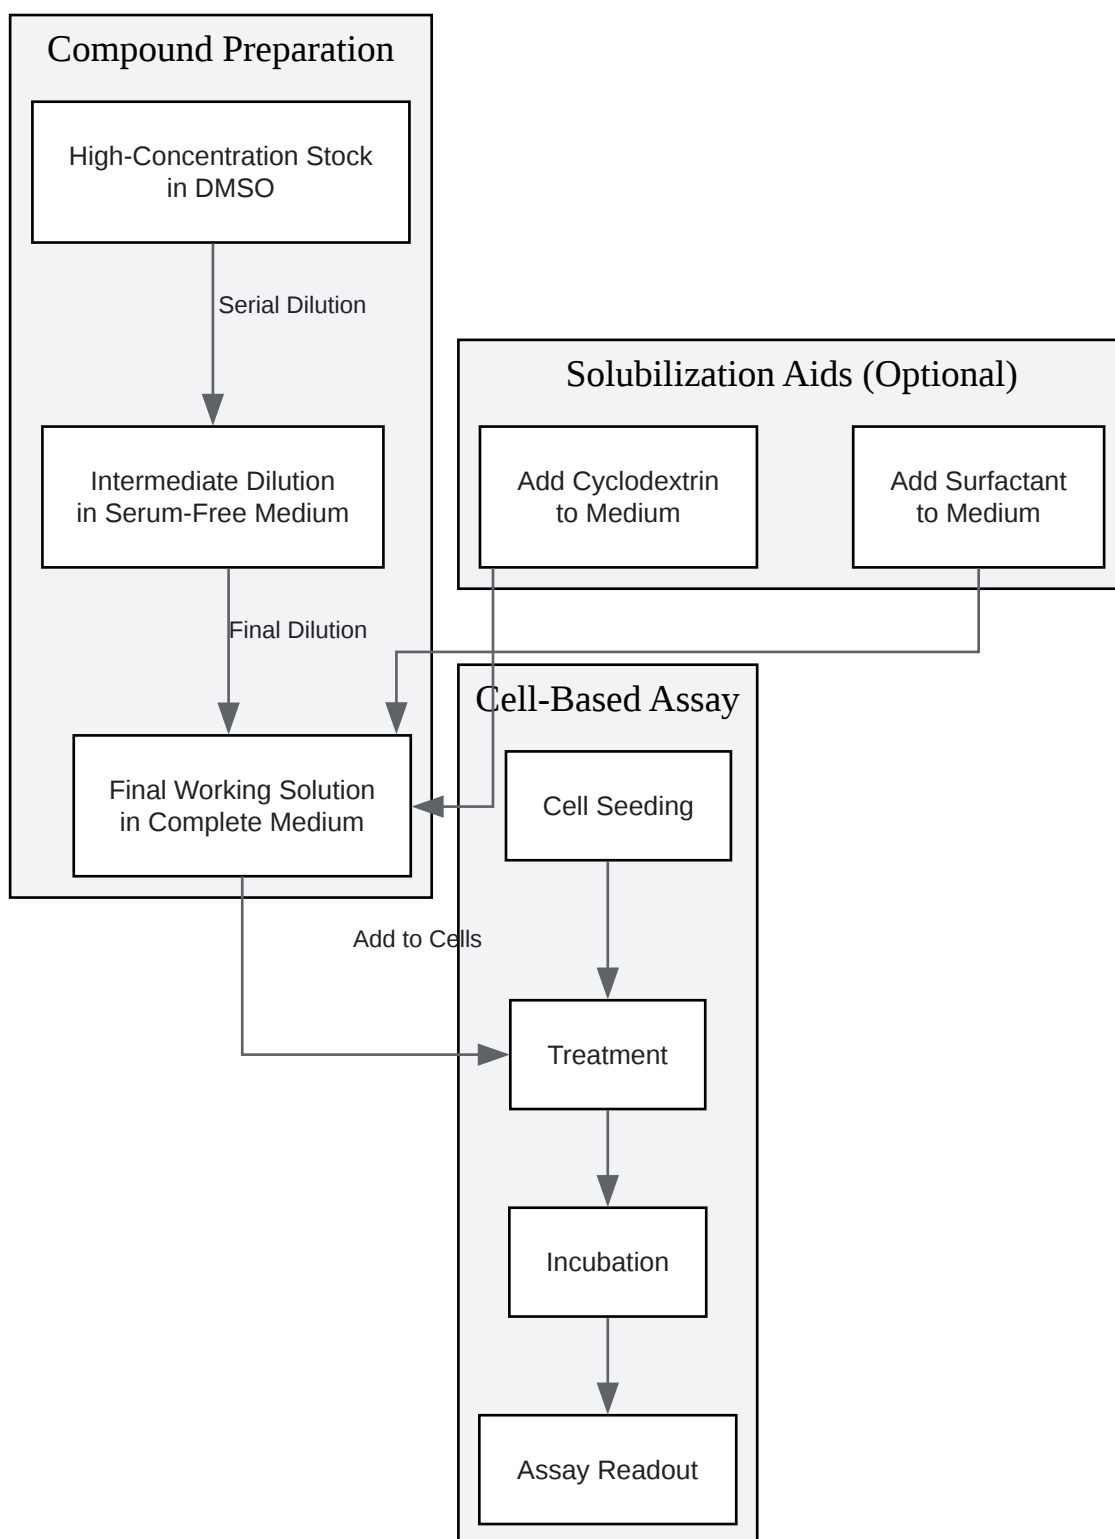 Compound Preparation
High-Concentration Stock
in DMSO
Serial Dilution
Solubilization Aids (Optional)
Intermediate Dilution
in Serum-Free Medium
Add Cyclodextrin
to Medium
Add Surfactant
to Medium
Final Dilution
Cell-Based Assay
Final Working Solution
in Complete Medium
Cell Seeding
Add to Cells
Treatment
Incubation
Assay Readout